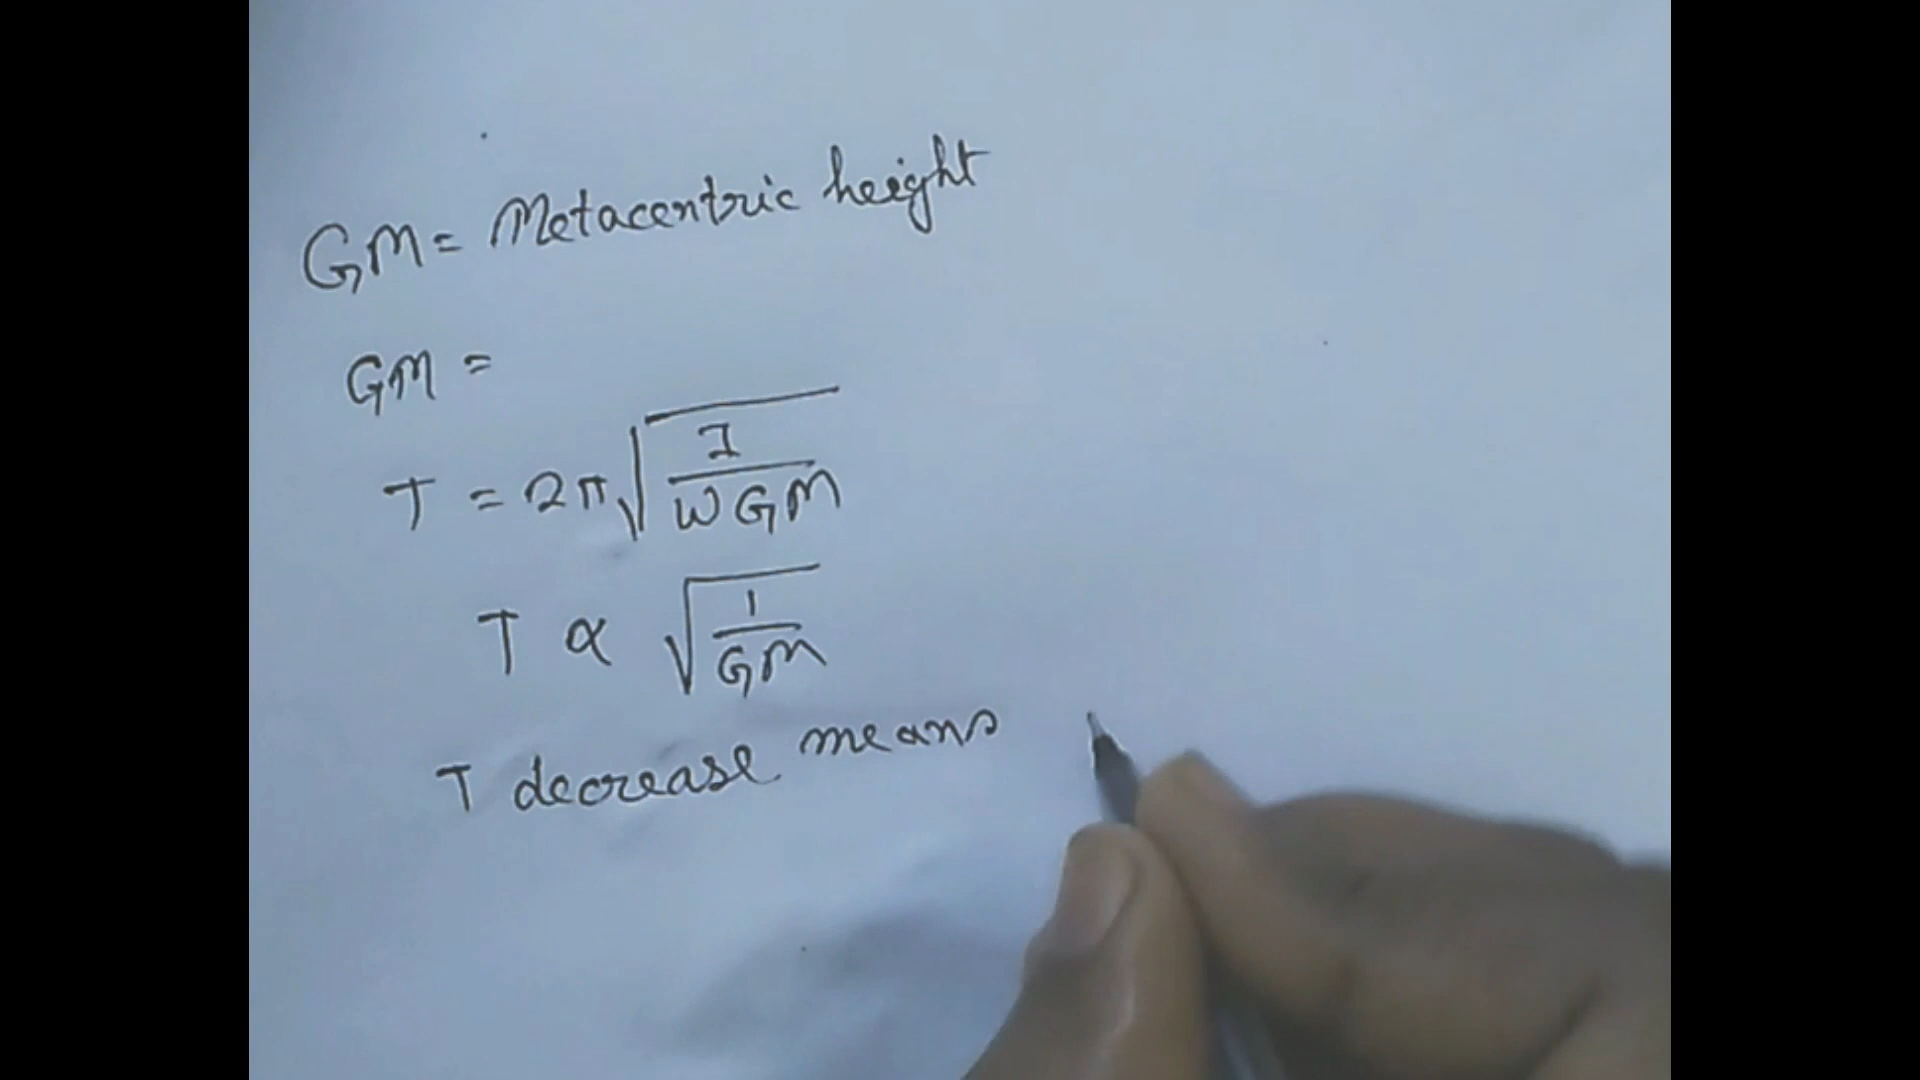 GM = Metacentric height
GM =
T = 2π√(I/WGM)
T ∝ √(1/GM)
T decrease means